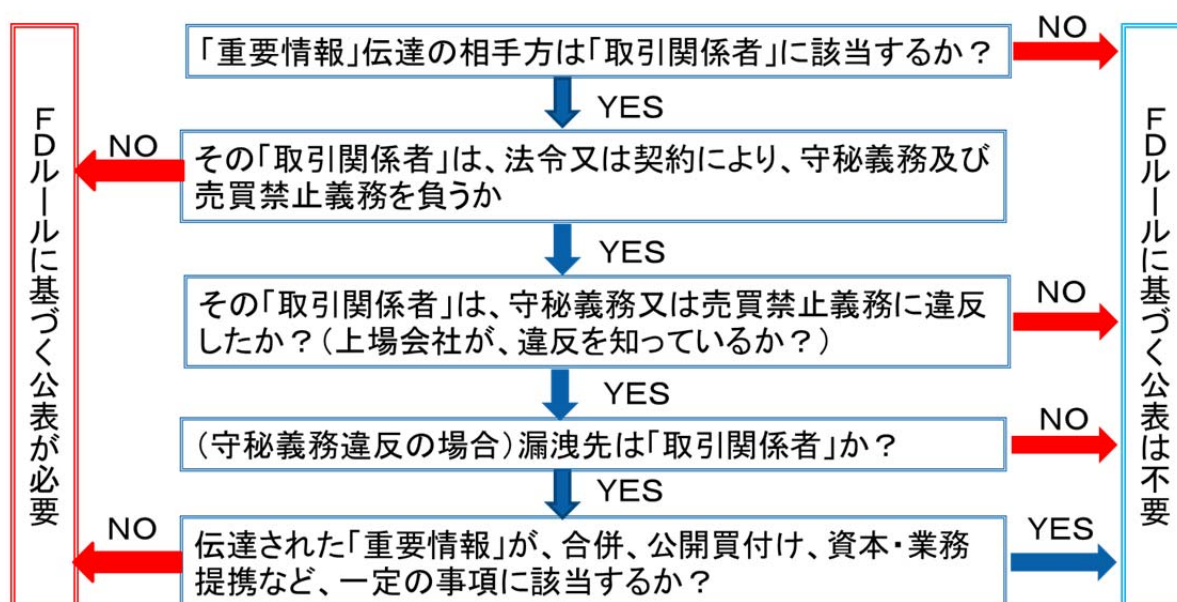 「重要情報」伝達の相手方は「取引関係者」に該当するか？
NO
YES
その「取引関係者」は、法令又は契約により、守秘義務及び
売買禁止義務を負うか
NO
YES
その「取引関係者」は、守秘義務又は売買禁止義務に違反
したか？（上場会社が、違反を知っているか？）
NO
YES
（守秘義務違反の場合）漏洩先は「取引関係者」か？
NO
YES
伝達された「重要情報」が、合併、公開買付け、資本・業務
提携など、一定の事項に該当するか？
NO
YES
ＦＤルールに基づく公表が必要
ＦＤルールに基づく公表は不要